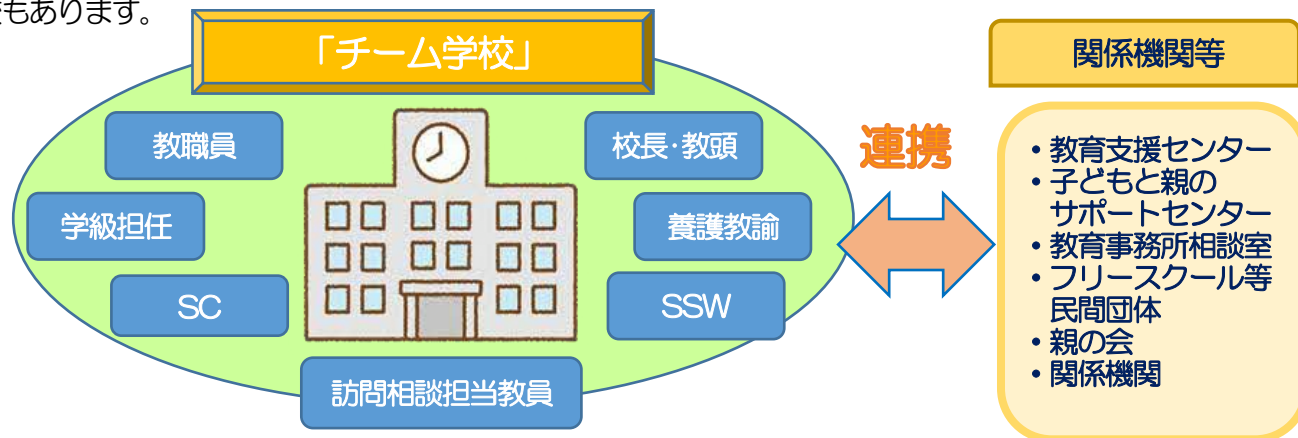 もあります。
「チーム学校」
教職員
校長・教頭
学級担任
養護教諭
SC
SSW
訪問相談担当教員
連携
関係機関等
・教育支援センター
・子どもと親の
サポートセンター
・教育事務所相談室
・フリースクール等
民間団体
・親の会
・関係機関